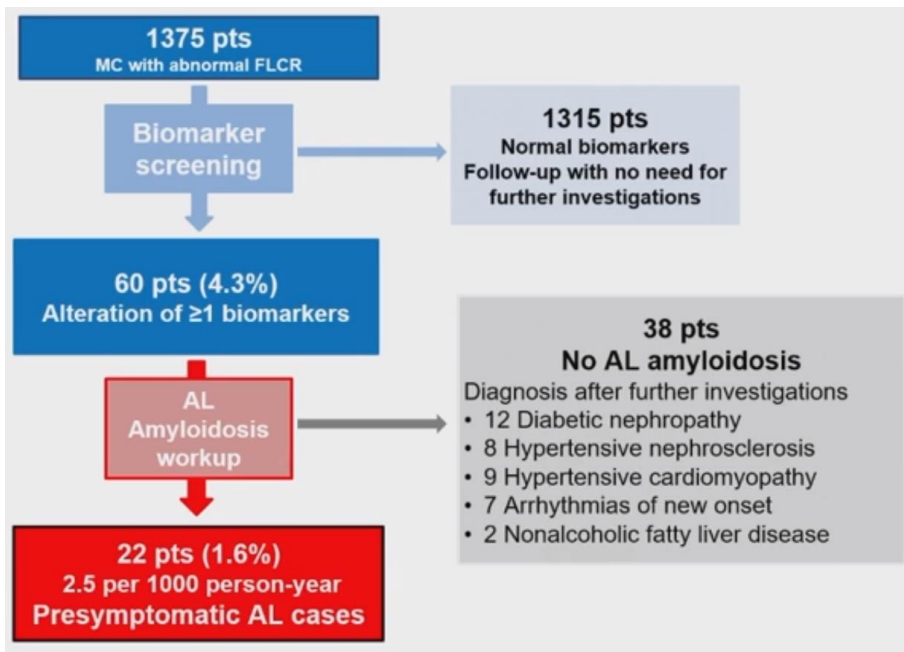 1375 pts
MC with abnormal FLCR
Biomarker
screening
1315 pts
Normal biomarkers
Follow-up with no need for
further investigations
60 pts (4.3%)
Alteration of ≥1 biomarkers
38 pts
No AL amyloidosis
Diagnosis after further investigations
• 12 Diabetic nephropathy
• 8 Hypertensive nephrosclerosis
• 9 Hypertensive cardiomyopathy
• 7 Arrhythmias of new onset
• 2 Nonalcoholic fatty liver disease
AL
Amyloidosis
workup
22 pts (1.6%)
2.5 per 1000 person-year
Presymptomatic AL cases